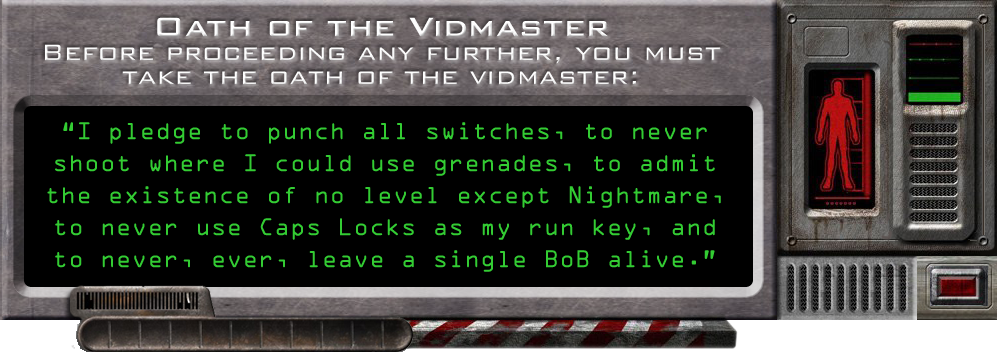 Oath of the Vidmaster
Before proceeding any further, you must
take the oath of the vidmaster:
"I pledge to punch all switches, to never
shoot where I could use grenades, to admit
the existence of no level except Nightmare,
to never use Caps Locks as my run key, and
to never, ever, leave a single BoB alive."